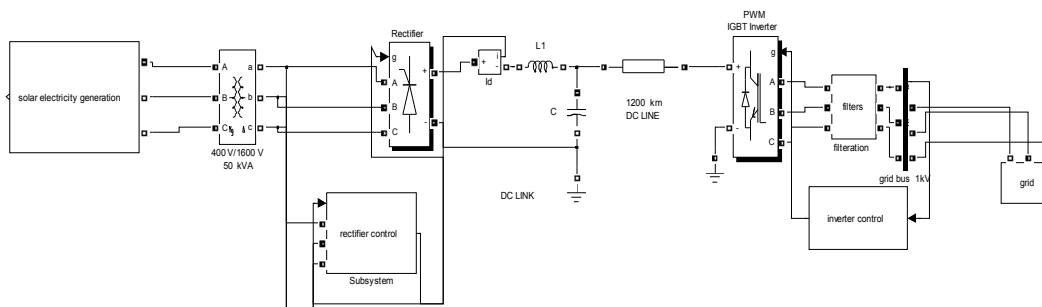 solar electricity generation
A
B
C
a
b
c
400 V/1600 V
50 kVA
Rectifier
g
A
B
C
+
-
+
i
-
Id
L1
C
1200 km
DC LINE
DC LINK
rectifier control
Subsystem
PWM
IGBT Inverter
g
+
-
A
B
C
filters
filteration
grid bus 1kV
grid
inverter control